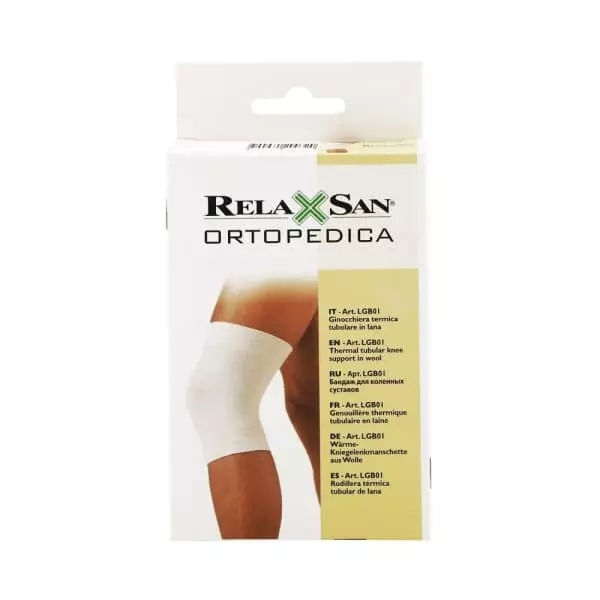 RELAXSAN®
ORTOPEDICA
IT - Art. LGB01
Ginocchiera termica
tubolare in lana
EN - Art. LGB01
Thermal tubular knee
support in wool
RU - Арт. LGB01
Бандаж для коленных
суставов
FR - Art. LGB01
Genouillère thermique
tubulaire en laine
DE - Art. LGB01
Wärme-
Kniegelenkmanschette
aus Wolle
ES - Art. LGB01
Rodillera térmica
tubular de lana